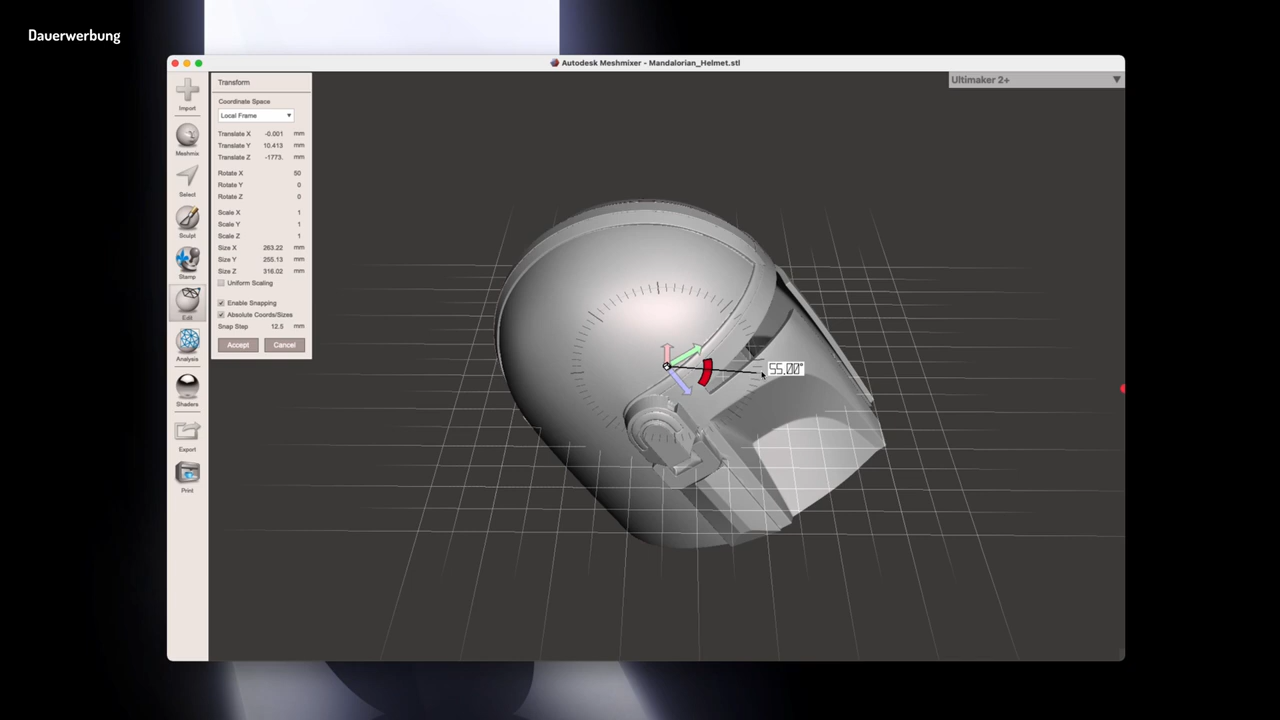 Dauerwerbung
Autodesk Meshmixer - Mandalorian_Helmet.stl
Ultimaker 2+
Import
Meshmix
Select
Sculpt
Stamp
Edit
Analysis
Shaders
Export
Print
Transform
Coordinate Space
Local Frame
Translate X -0.001 mm
Translate Y 10.413 mm
Translate Z -1773. mm
Rotate X 50
Rotate Y 0
Rotate Z 0
Scale X 1
Scale Y 1
Scale Z 1
Size X 263.22 mm
Size Y 255.13 mm
Size Z 316.02 mm
Uniform Scaling
Enable Snapping
Absolute Coords/Sizes
Snap Step 12.5 mm
Accept Cancel
55.00°